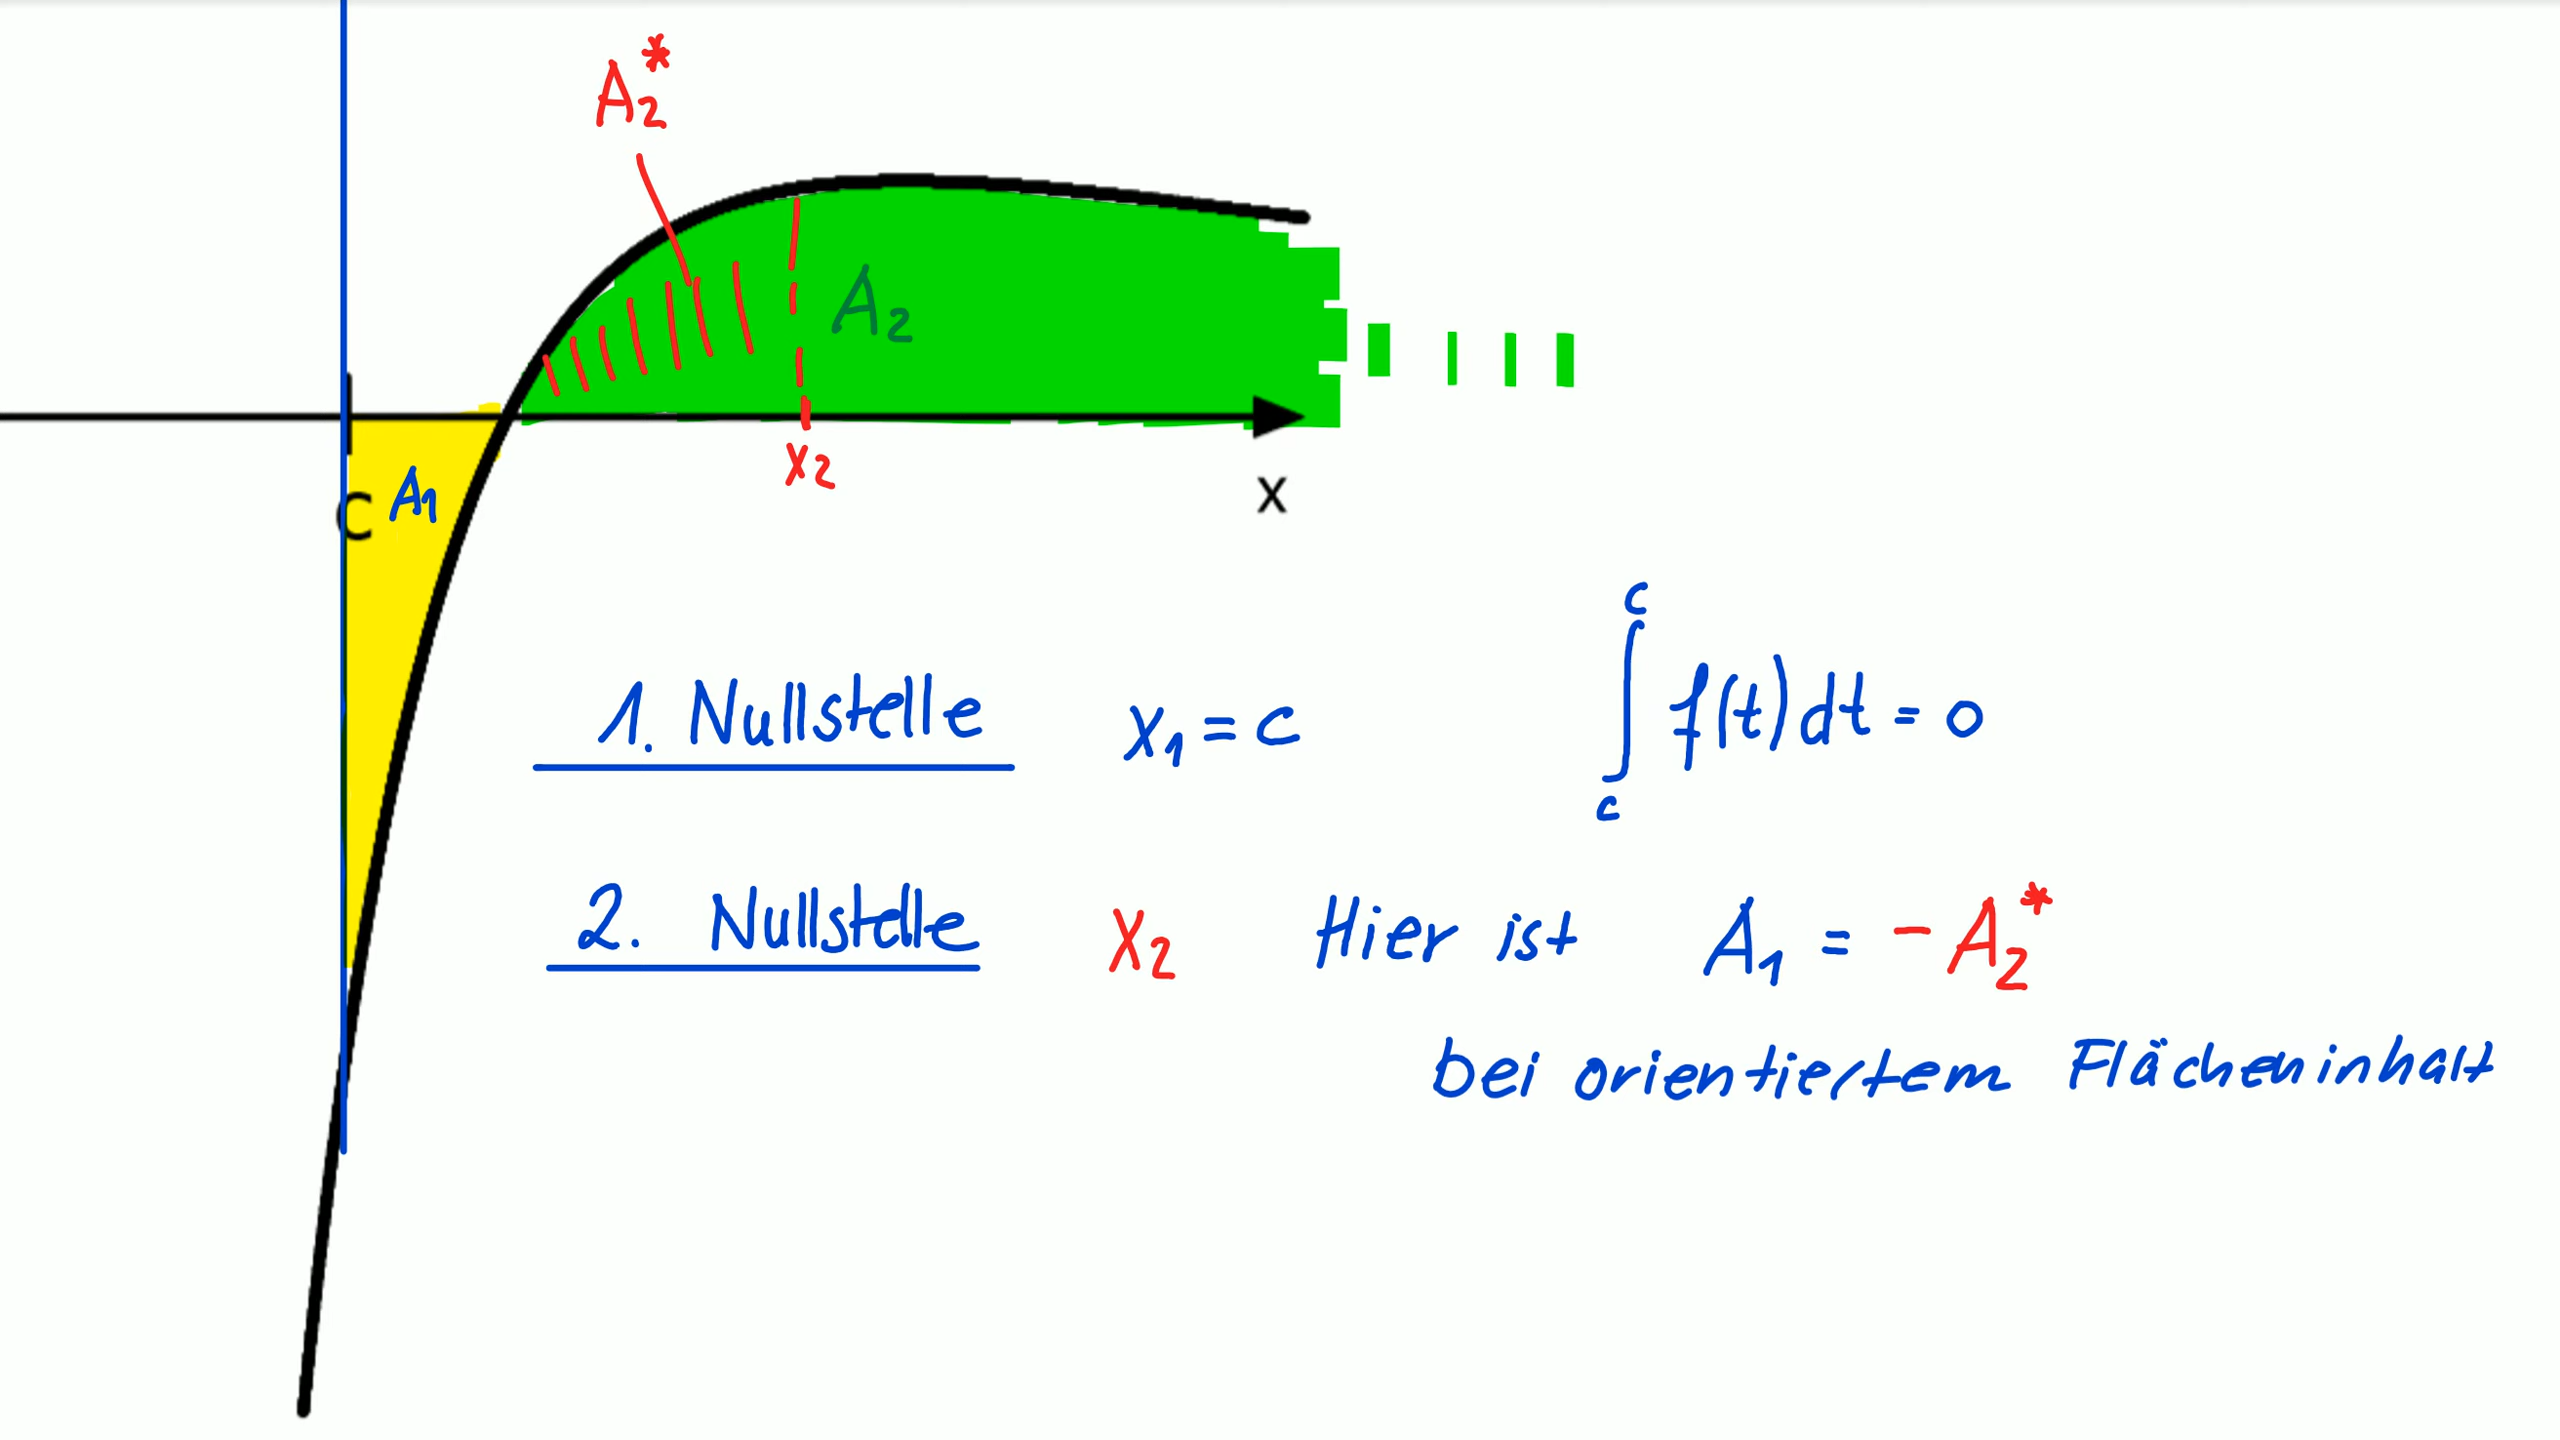 A₂*
A₂
x₂
x
C A₁
1. Nullstelle x₁ = c ∫_c^c f(t) dt = 0
2. Nullstelle x₂ Hier ist A₁ = - A₂*
bei orientiertem Flächeninhalt